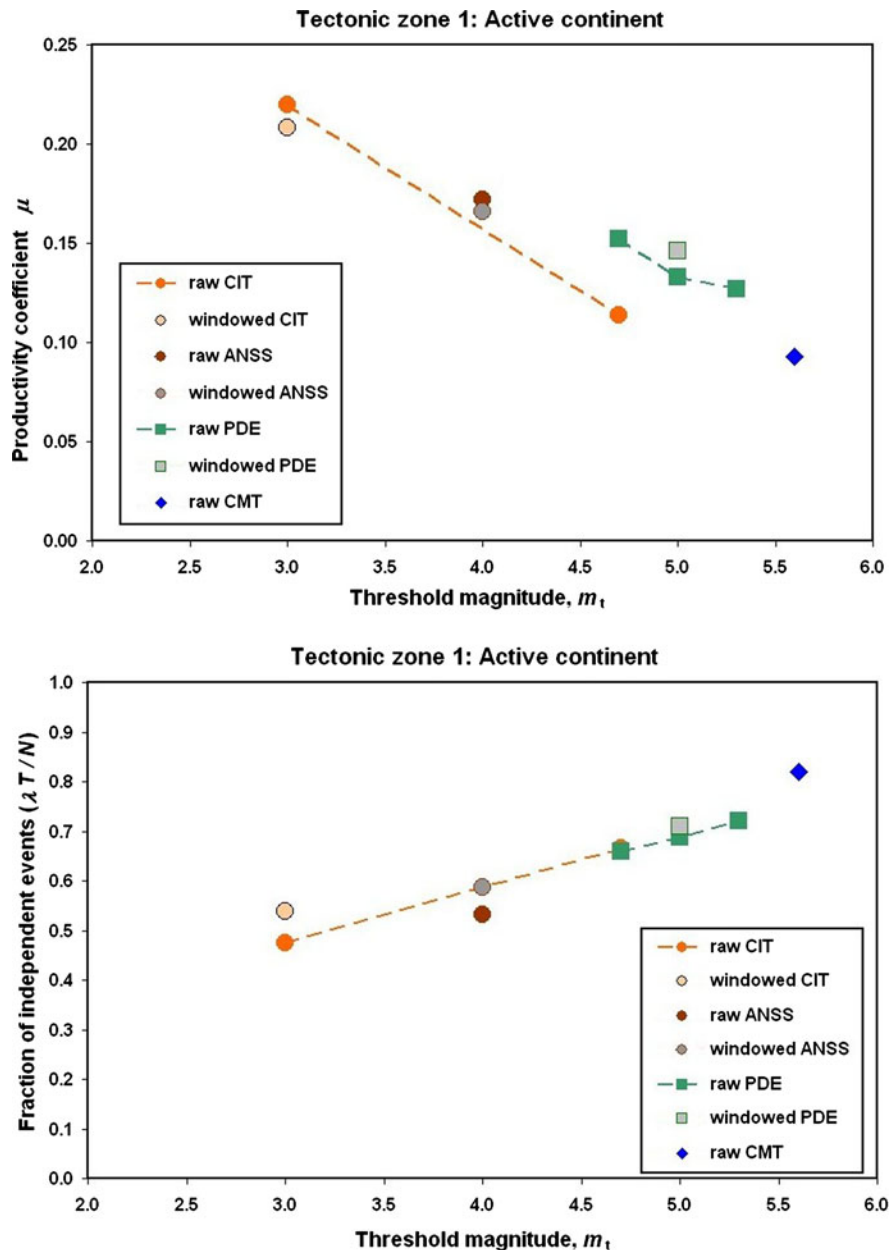 Tectonic zone 1: Active continent
0.25
0.20
0.15
0.10
0.05
0.00
Productivity coefficient μ
raw CIT
windowed CIT
raw ANSS
windowed ANSS
raw PDE
windowed PDE
raw CMT
2.0 2.5 3.0 3.5 4.0 4.5 5.0 5.5 6.0
Threshold magnitude, mt
Tectonic zone 1: Active continent
1.0
0.9
0.8
0.7
0.6
0.5
0.4
0.3
0.2
0.1
0.0
Fraction of independent events (λ T / N)
raw CIT
windowed CIT
raw ANSS
windowed ANSS
raw PDE
windowed PDE
raw CMT
2.0 2.5 3.0 3.5 4.0 4.5 5.0 5.5 6.0
Threshold magnitude, mt